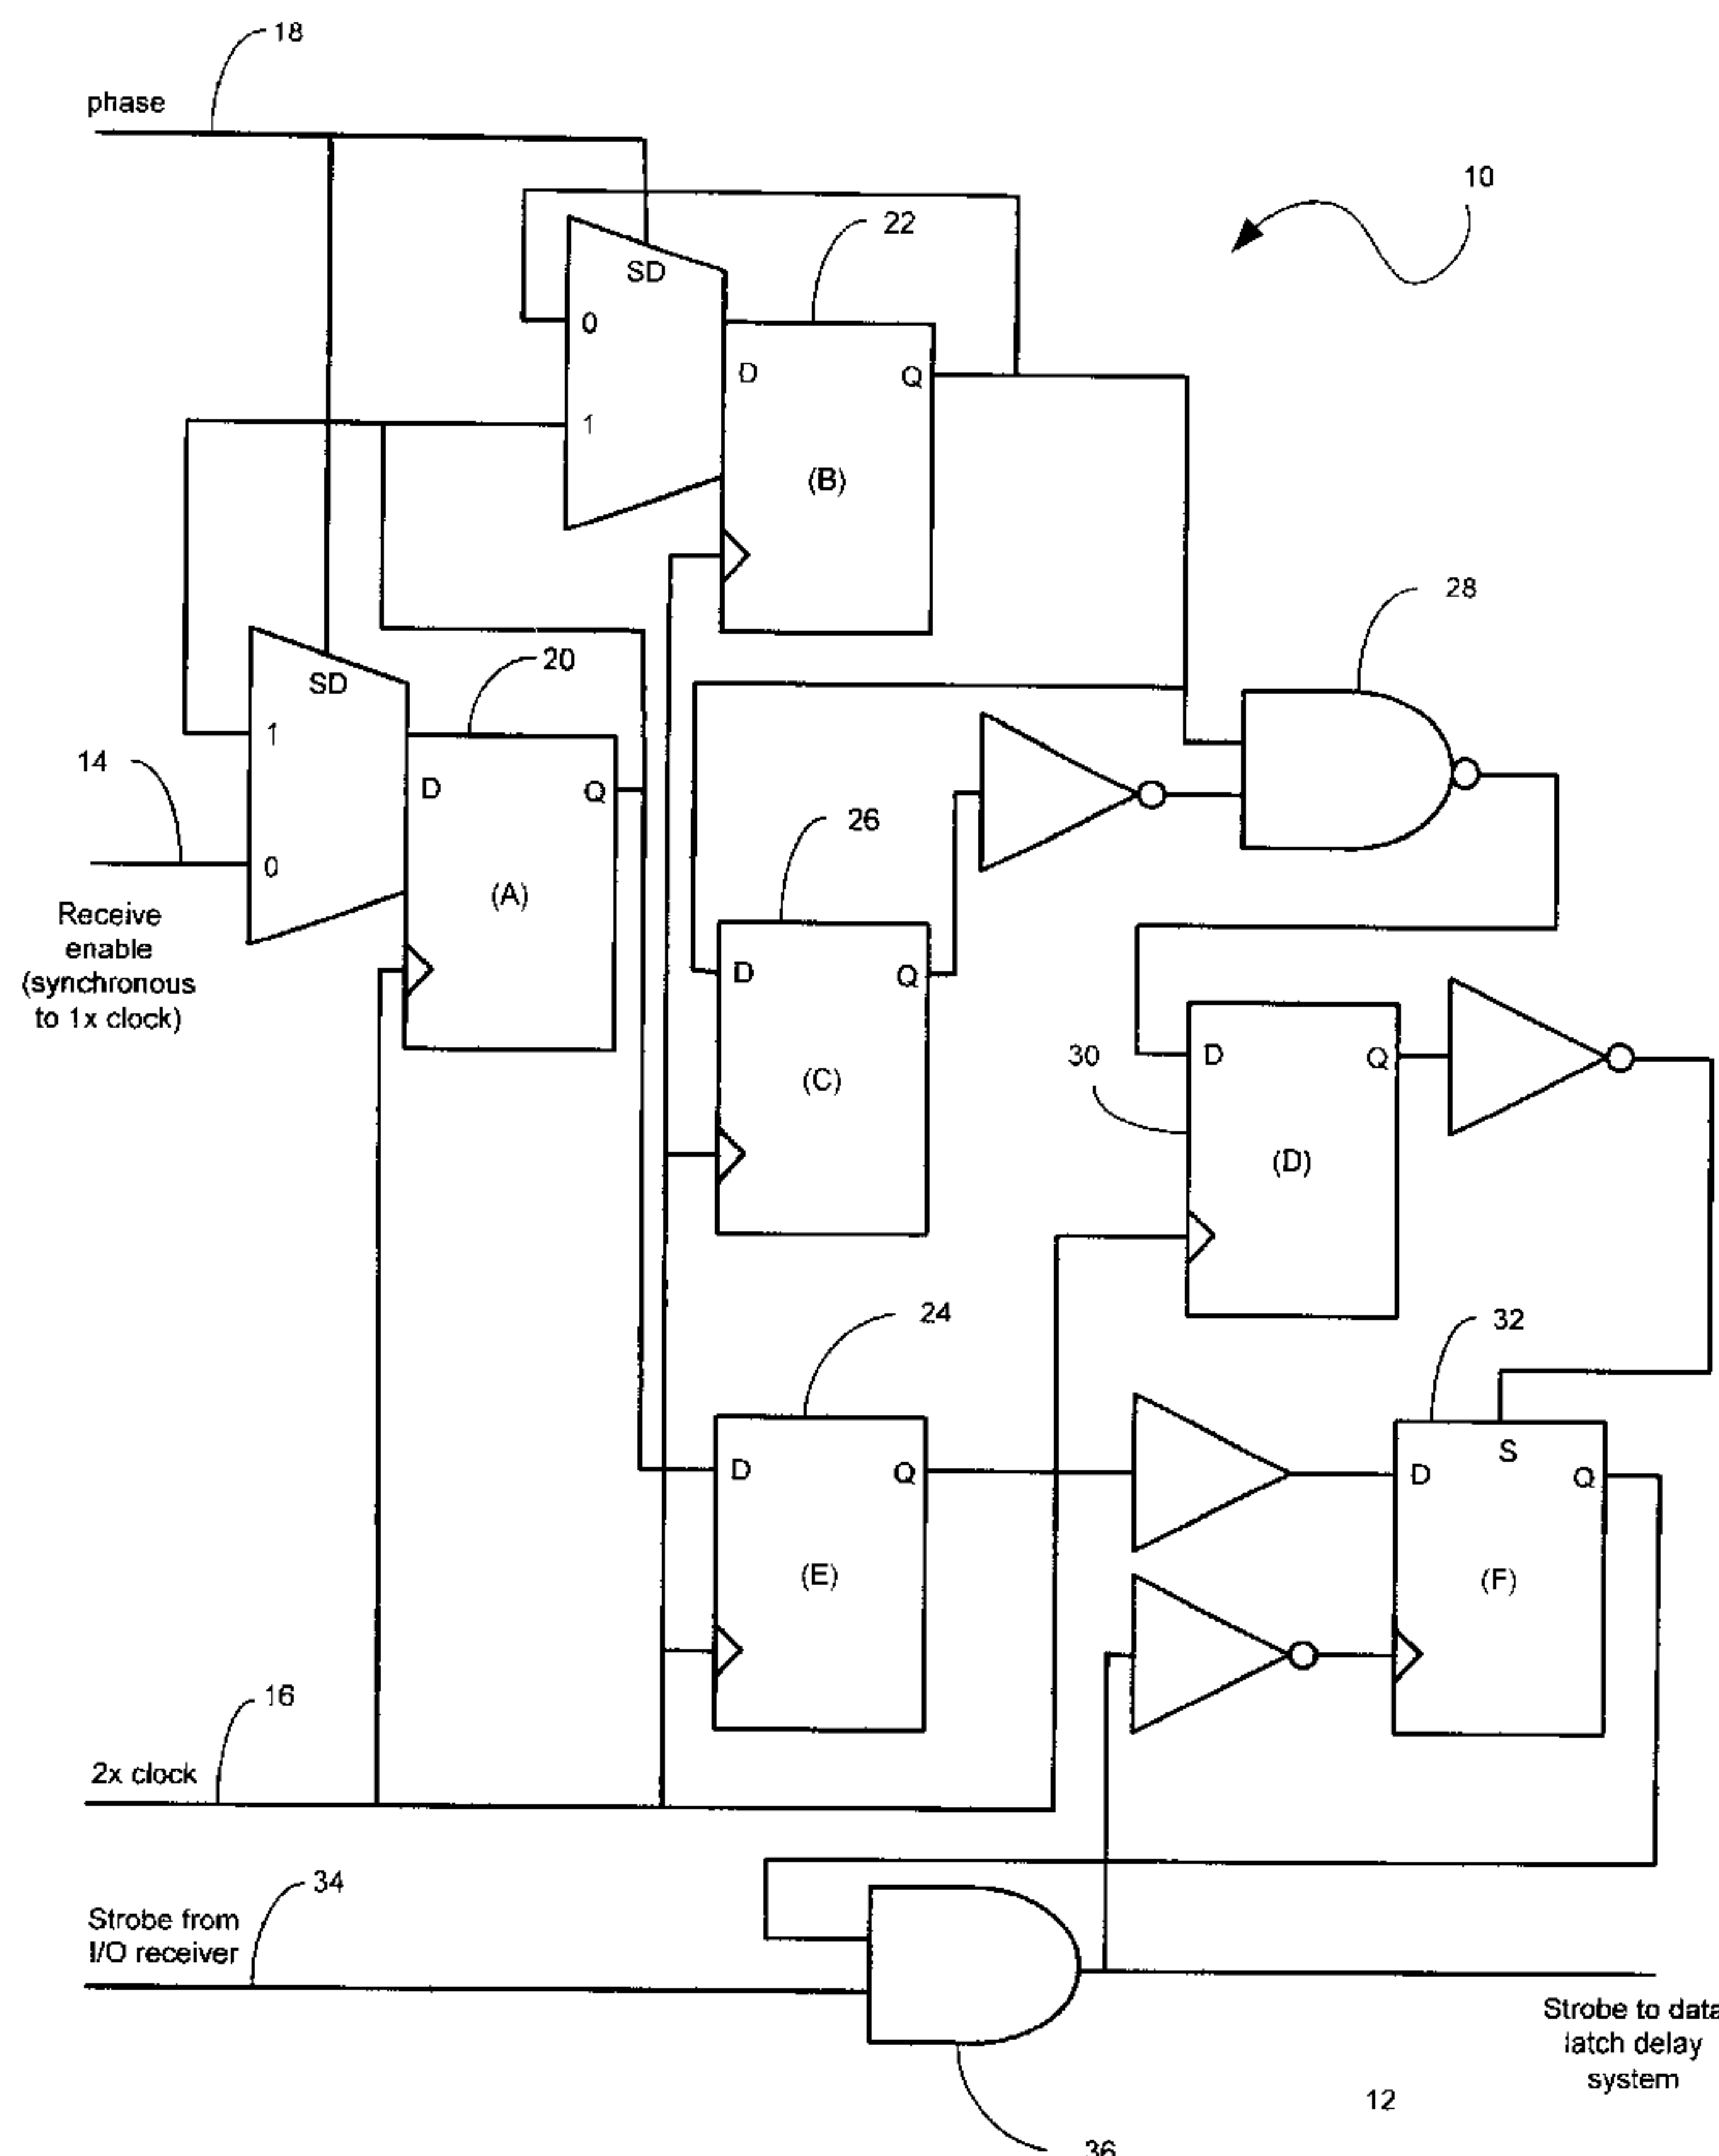 18
phase
10
22
SD
0
D
Q
1
(B)
28
20
SD
14
1
D
Q
26
0
(A)
Receive
enable
(synchronous
to 1x clock)
D
Q
30
D
Q
(C)
(D)
24
32
S
D
Q
D
Q
(E)
(F)
16
2x clock
34
Strobe from
I/O receiver
Strobe to data
latch delay
system
12
36